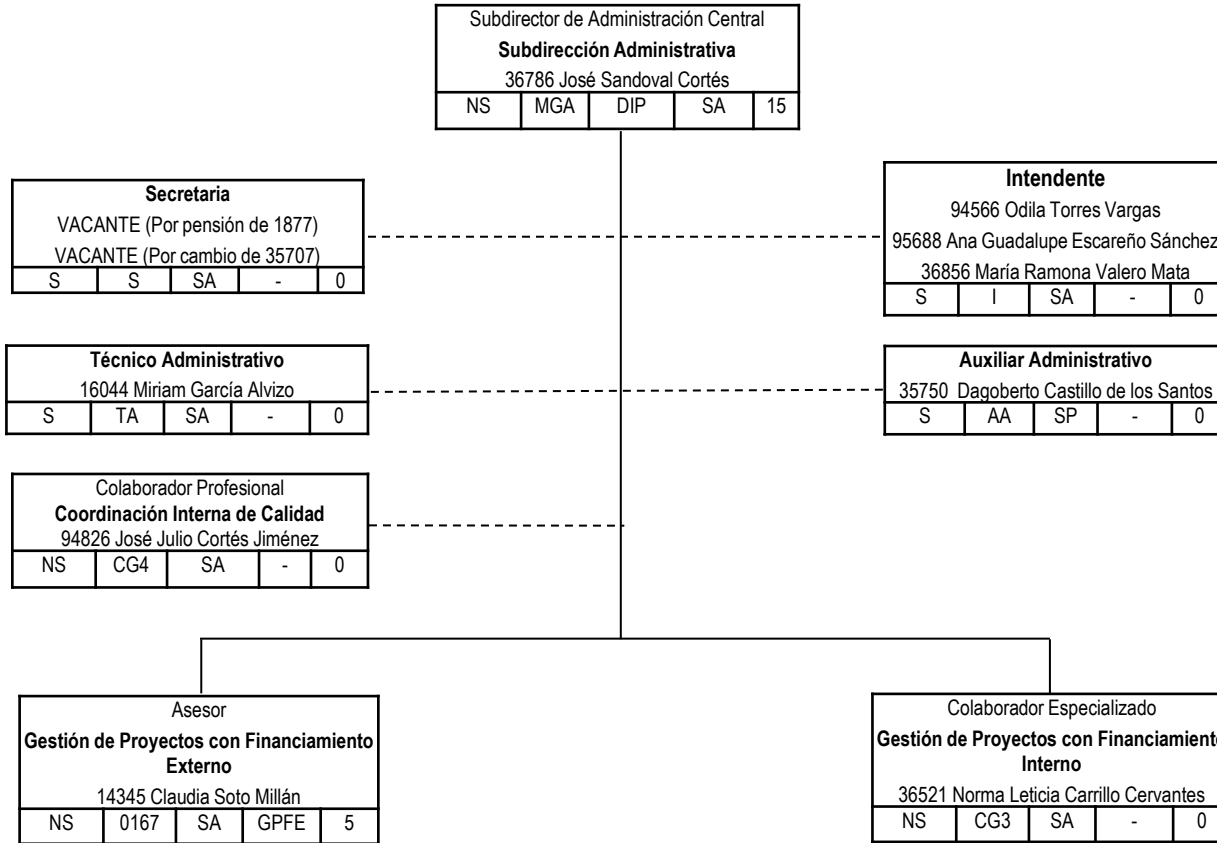 Subdirector de Administración Central
Subdirección Administrativa
36786 José Sandoval Cortés
NS MGA DIP SA 15
Secretaria
VACANTE (Por pensión de 1877)
VACANTE (Por cambio de 35707)
S S SA - 0
Intendente
94566 Odila Torres Vargas
95688 Ana Guadalupe Escareño Sánchez
36856 María Ramona Valero Mata
S I SA - 0
Técnico Administrativo
16044 Miriam García Alvizo
S TA SA - 0
Auxiliar Administrativo
35750 Dagoberto Castillo de los Santos
S AA SP - 0
Colaborador Profesional
Coordinación Interna de Calidad
94826 José Julio Cortés Jiménez
NS CG4 SA - 0
Asesor
Gestión de Proyectos con Financiamiento
Externo
14345 Claudia Soto Millán
NS 0167 SA GPFE 5
Colaborador Especializado
Gestión de Proyectos con Financiamiento
Interno
36521 Norma Leticia Carrillo Cervantes
NS CG3 SA - 0